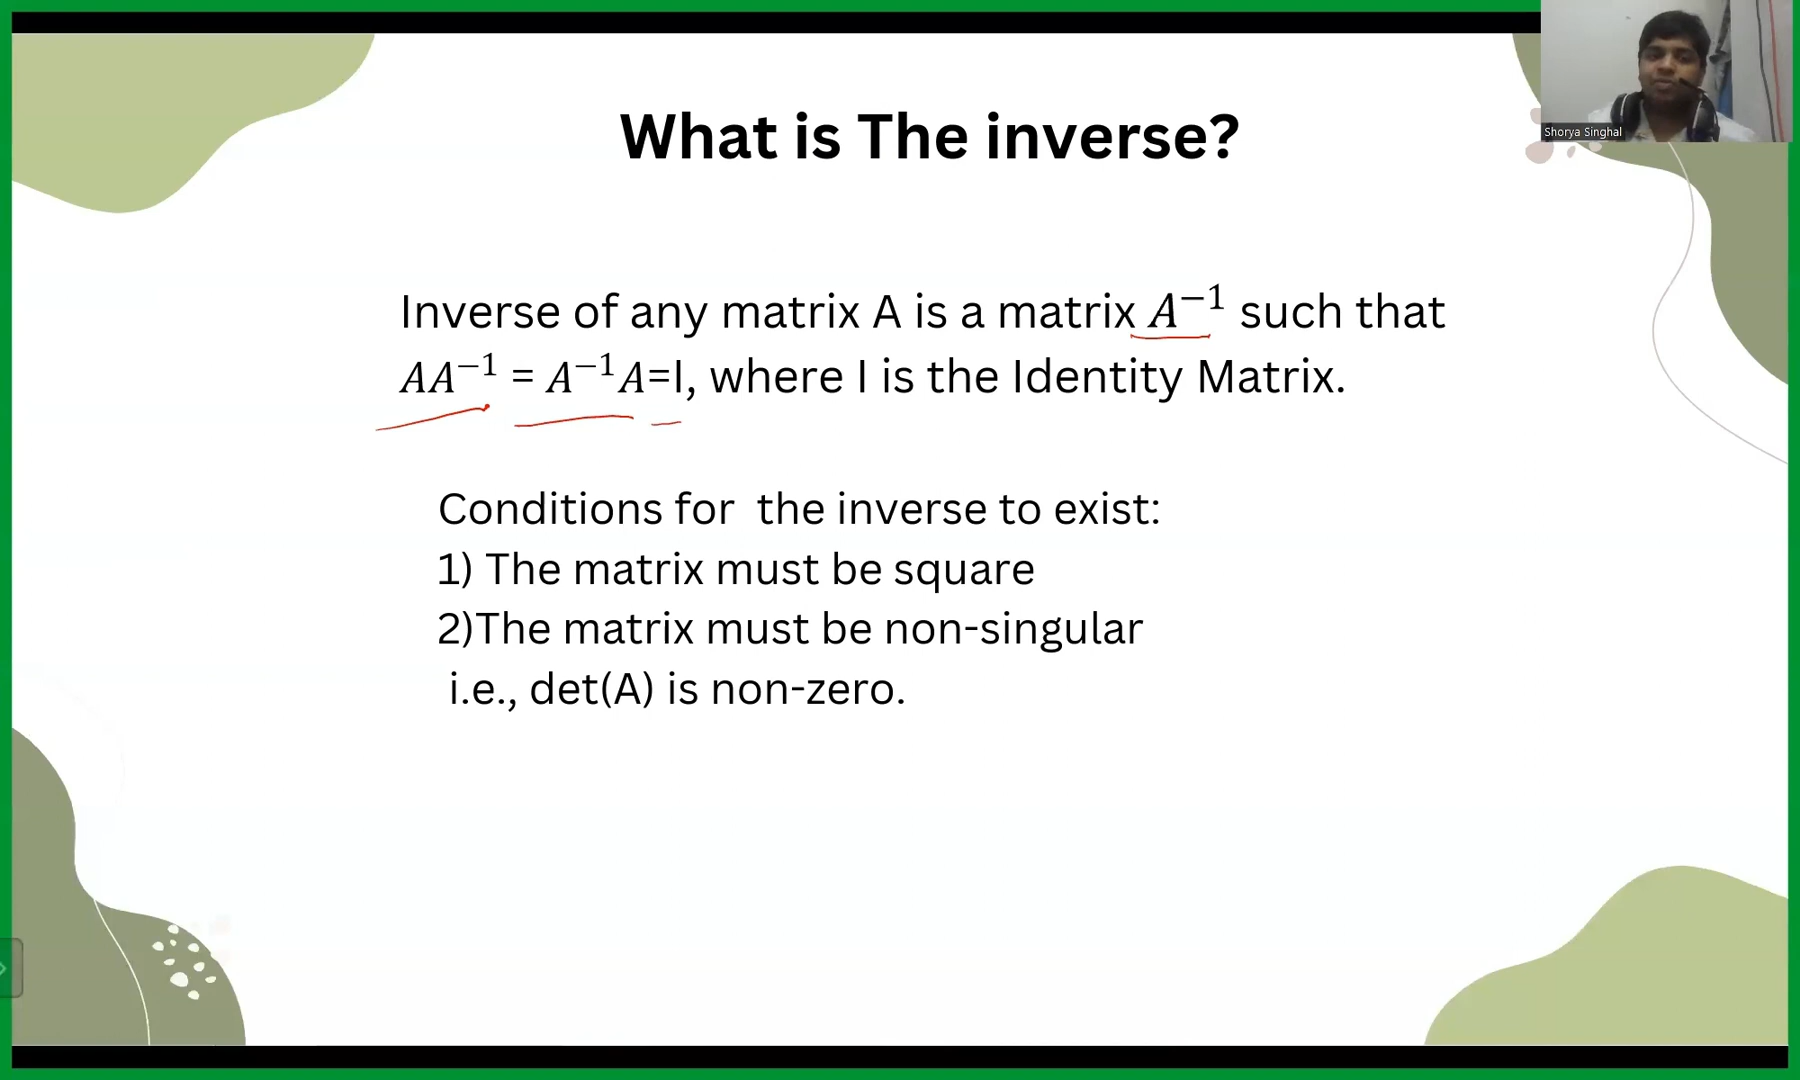 What is The inverse?
Shorya Singhal
Inverse of any matrix A is a matrix A⁻¹ such that
AA⁻¹ = A⁻¹A=I, where I is the Identity Matrix.
Conditions for the inverse to exist:
1) The matrix must be square
2)The matrix must be non-singular
i.e., det(A) is non-zero.